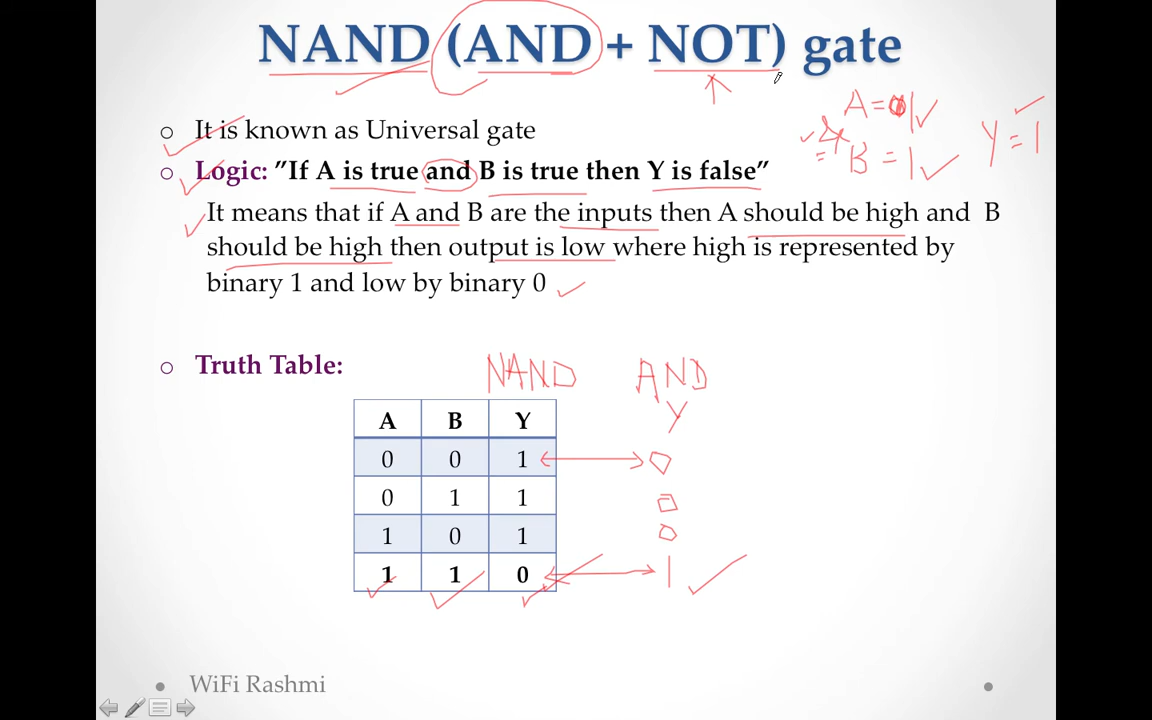 NAND (AND + NOT) gate
A = 0 1
& B = 1
Y = 1
It is known as Universal gate
Logic: ”If A is true and B is true then Y is false”
It means that if A and B are the inputs then A should be high and B
should be high then output is low where high is represented by
binary 1 and low by binary 0
Truth Table:
NAND AND
A B Y Y
0 0 1 0
0 1 1 0
1 0 1 0
1 1 0 1
WiFi Rashmi